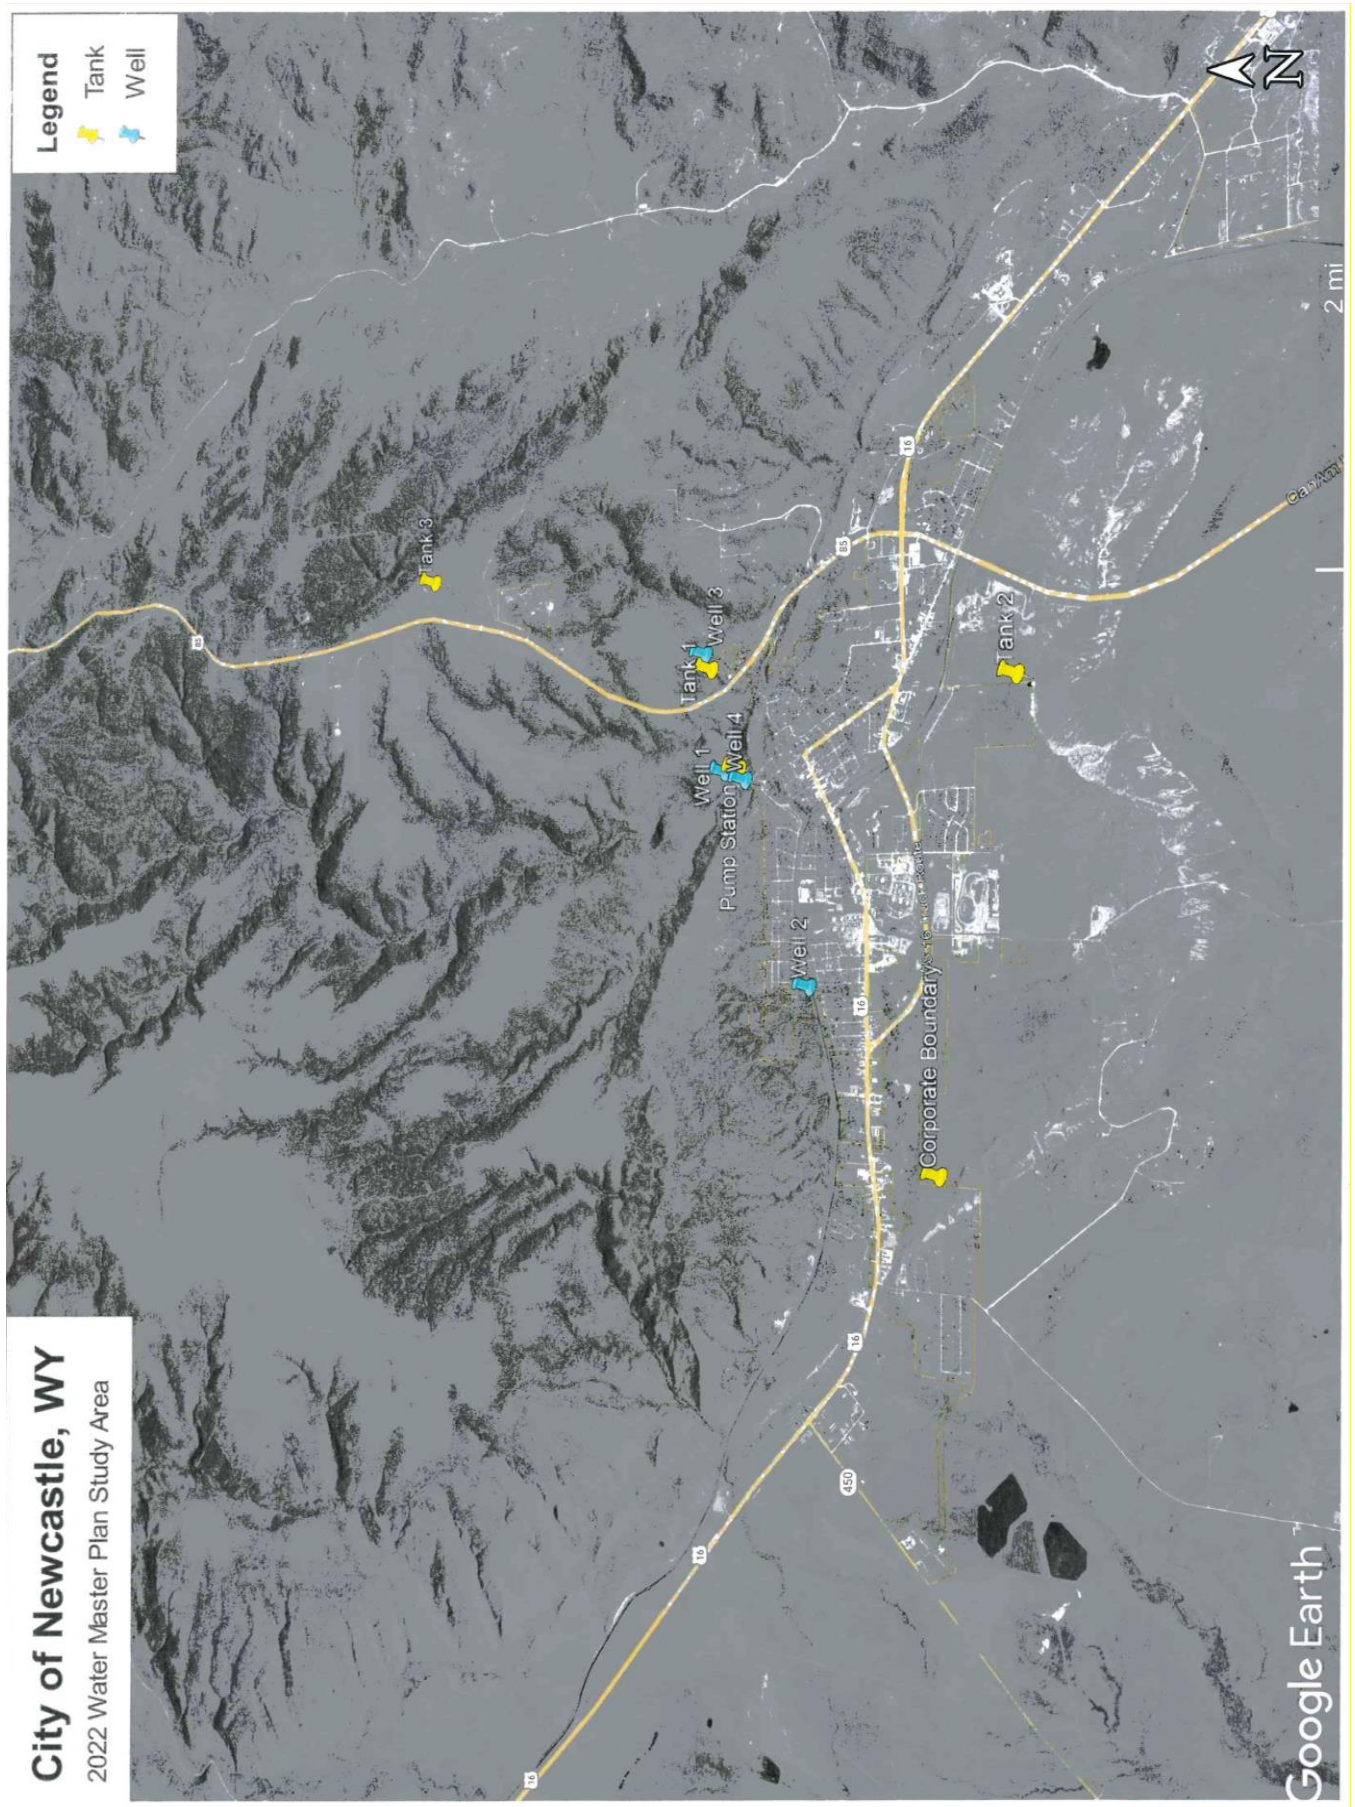 City of Newcastle, WY
2022 Water Master Plan Study Area
Legend
Tank
Well
85
Tank 3
Tank 1
Well 3
Well 1
Well 4
Pump Station
85
16
Well 2
16
Tank 2
Corporate Boundary
16
16
450
16
16
N
2 mi
Google Earth